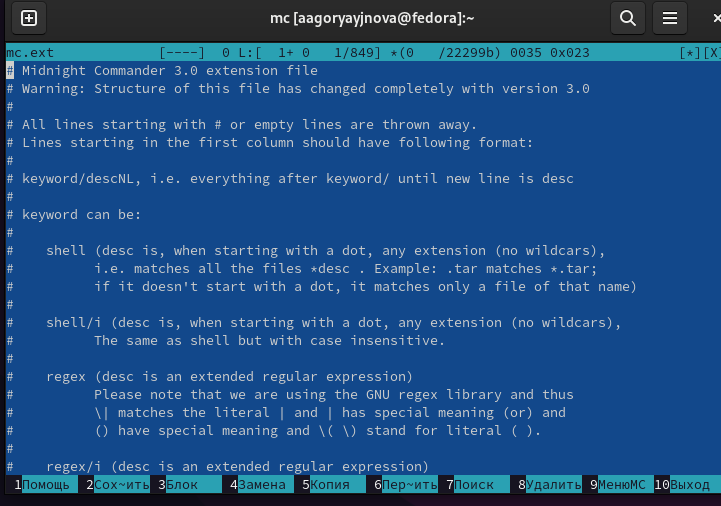 mc [aagoryayjnova@fedora]:~
mc.ext [----] 0 L:[ 1+ 0 1/849] *(0 /22299b) 0035 0x023 [*][X]
# Midnight Commander 3.0 extension file
# Warning: Structure of this file has changed completely with version 3.0
#
# All lines starting with # or empty lines are thrown away.
# Lines starting in the first column should have following format:
#
# keyword/descNL, i.e. everything after keyword/ until new line is desc
#
# keyword can be:
#
# shell (desc is, when starting with a dot, any extension (no wildcars),
# i.e. matches all the files *desc . Example: .tar matches *.tar;
# if it doesn't start with a dot, it matches only a file of that name)
#
# shell/i (desc is, when starting with a dot, any extension (no wildcars),
# The same as shell but with case insensitive.
#
# regex (desc is an extended regular expression)
# Please note that we are using the GNU regex library and thus
# \| matches the literal | and | has special meaning (or) and
# () have special meaning and \( \) stand for literal ( ).
#
# regex/i (desc is an extended regular expression)
1Помощь 2Сох~ить 3Блок 4Замена 5Копия 6Пер~ить 7Поиск 8Удалить 9МенюМС 10Выход